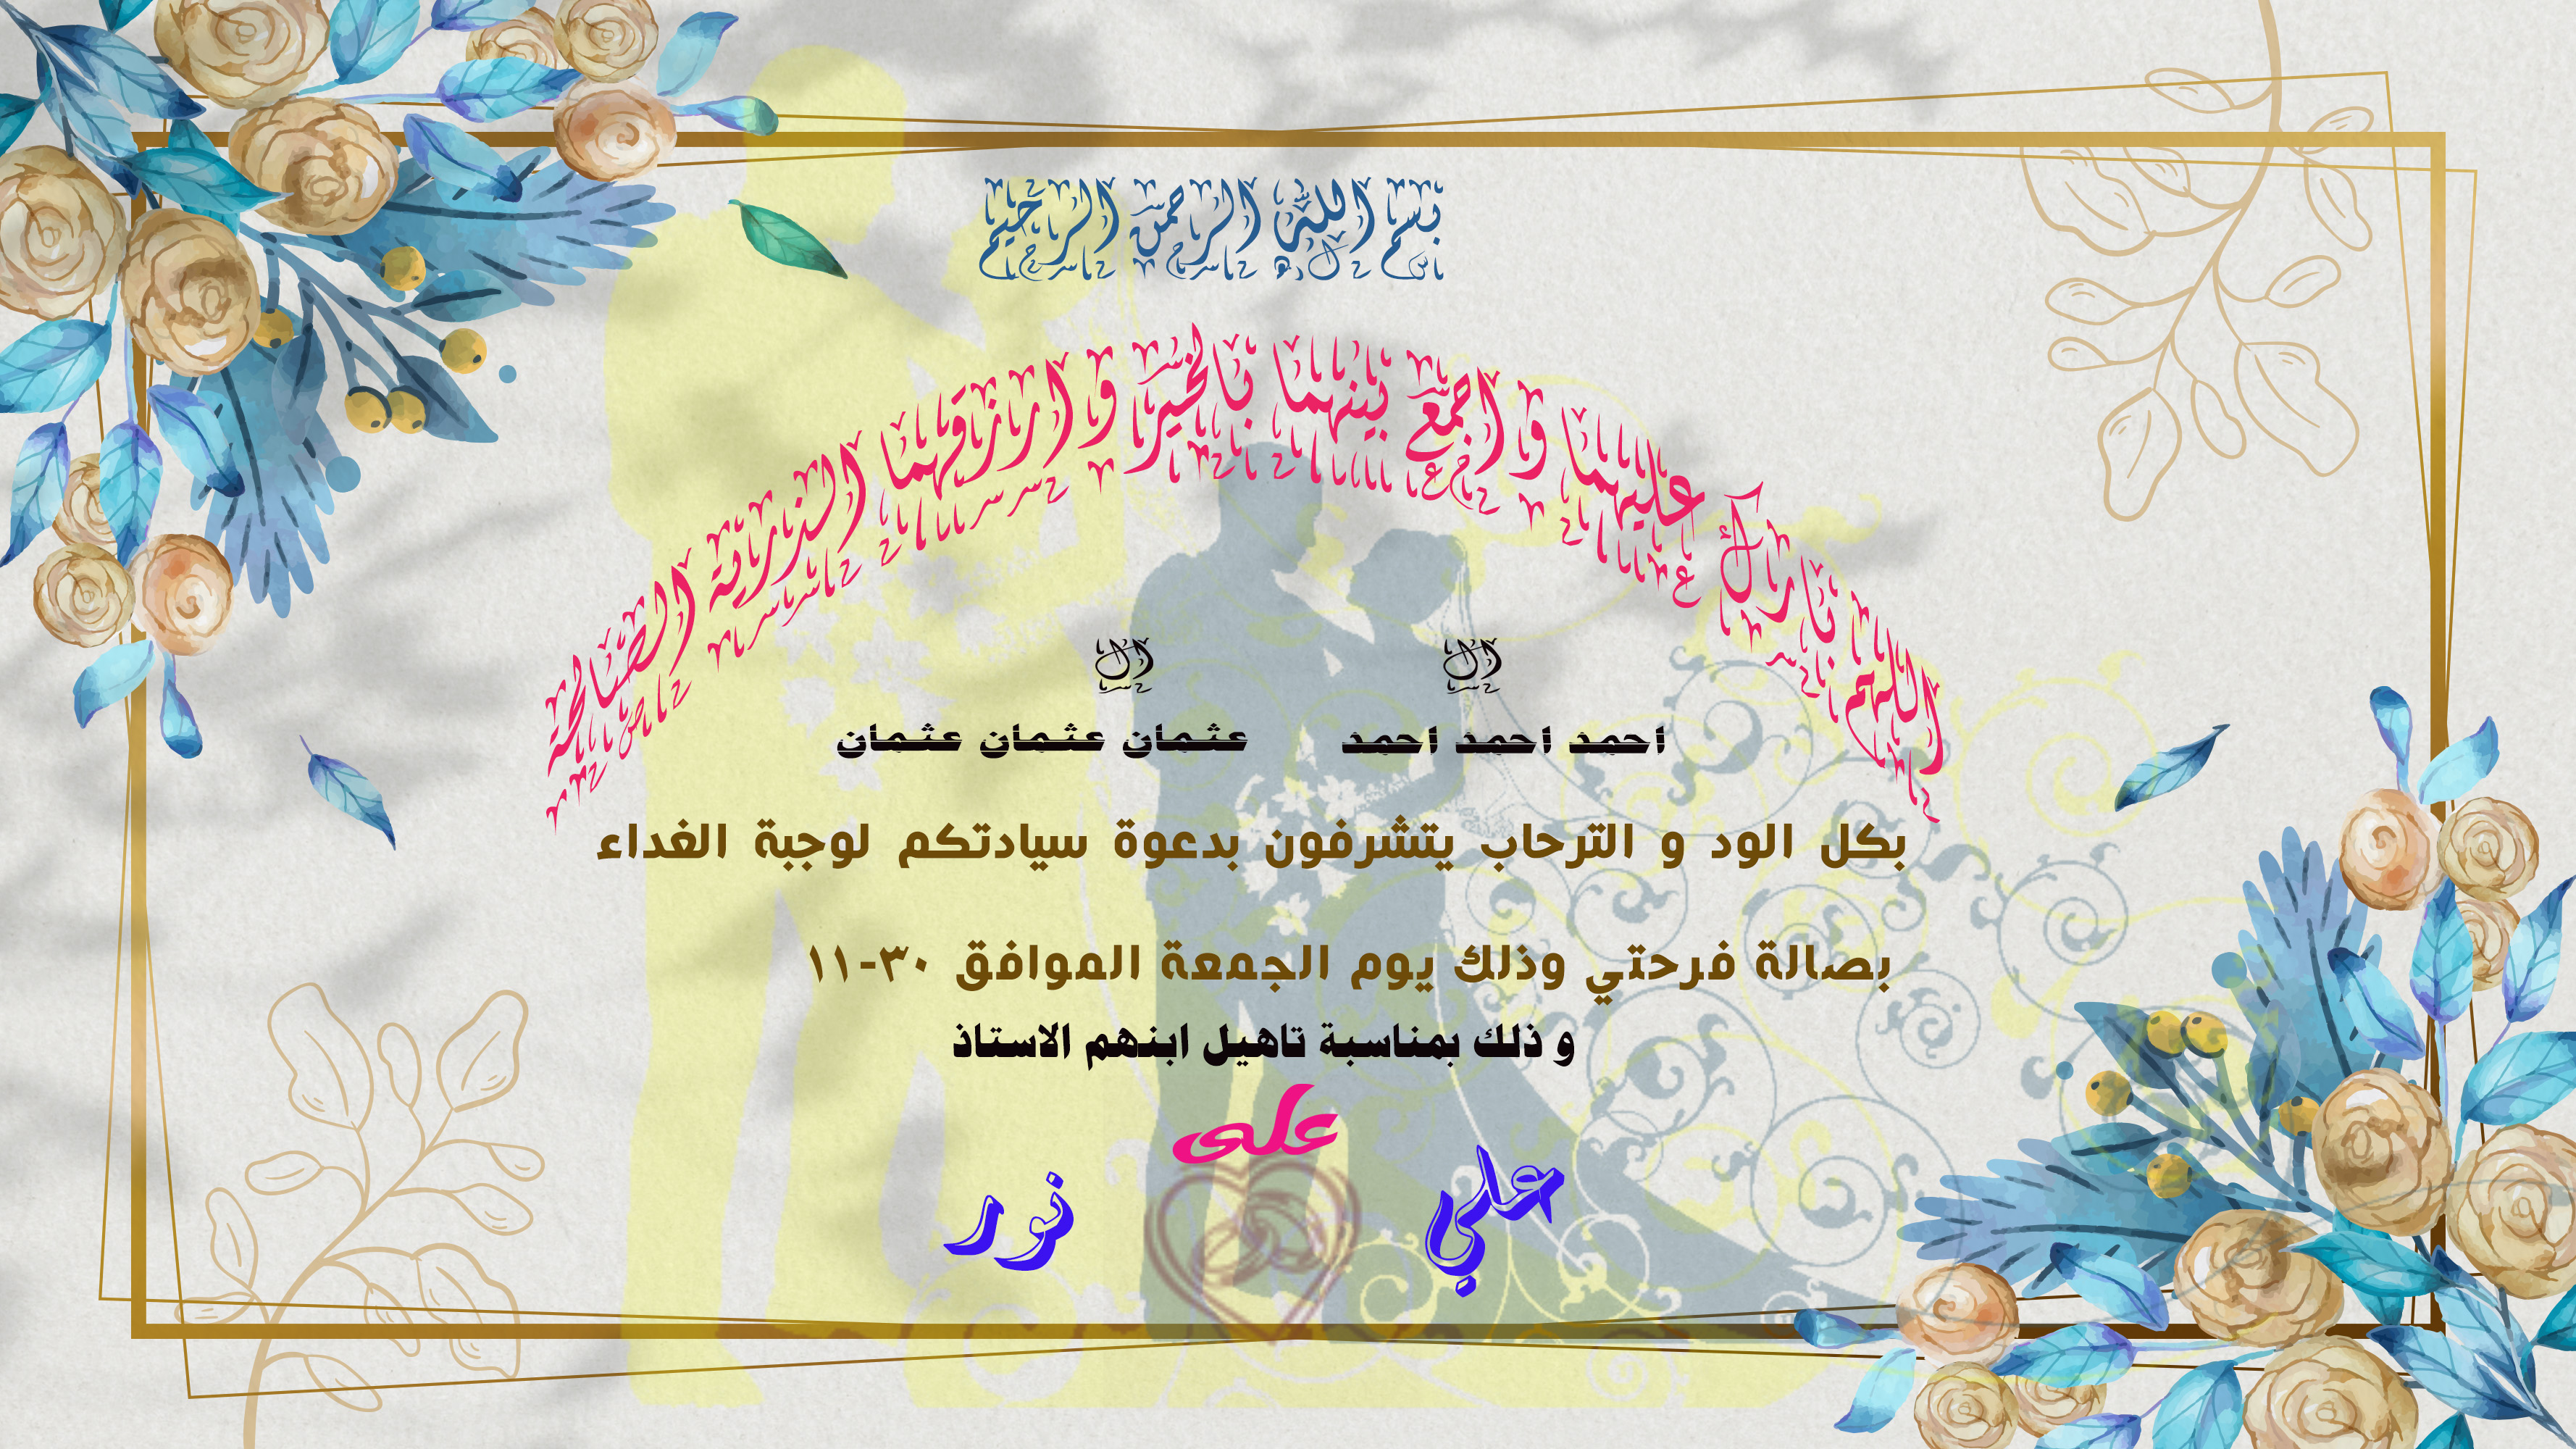 بسم الله الرحمن الرحيم
اللهم بارك عليهما و اجمع بينهما بالخير و ارزقهما الذرية الصالحة
ال ال
احمد احمد احمد عثمان عثمان عثمان
بكل الود و الترحاب يتشرفون بدعوة سيادتكم لوجبة الغداء
بصالة فرحتي وذلك يوم الجمعة الموافق ٣٠-١١
و ذلك بمناسبة تاهيل ابنهم الاستاذ
على
علي نور